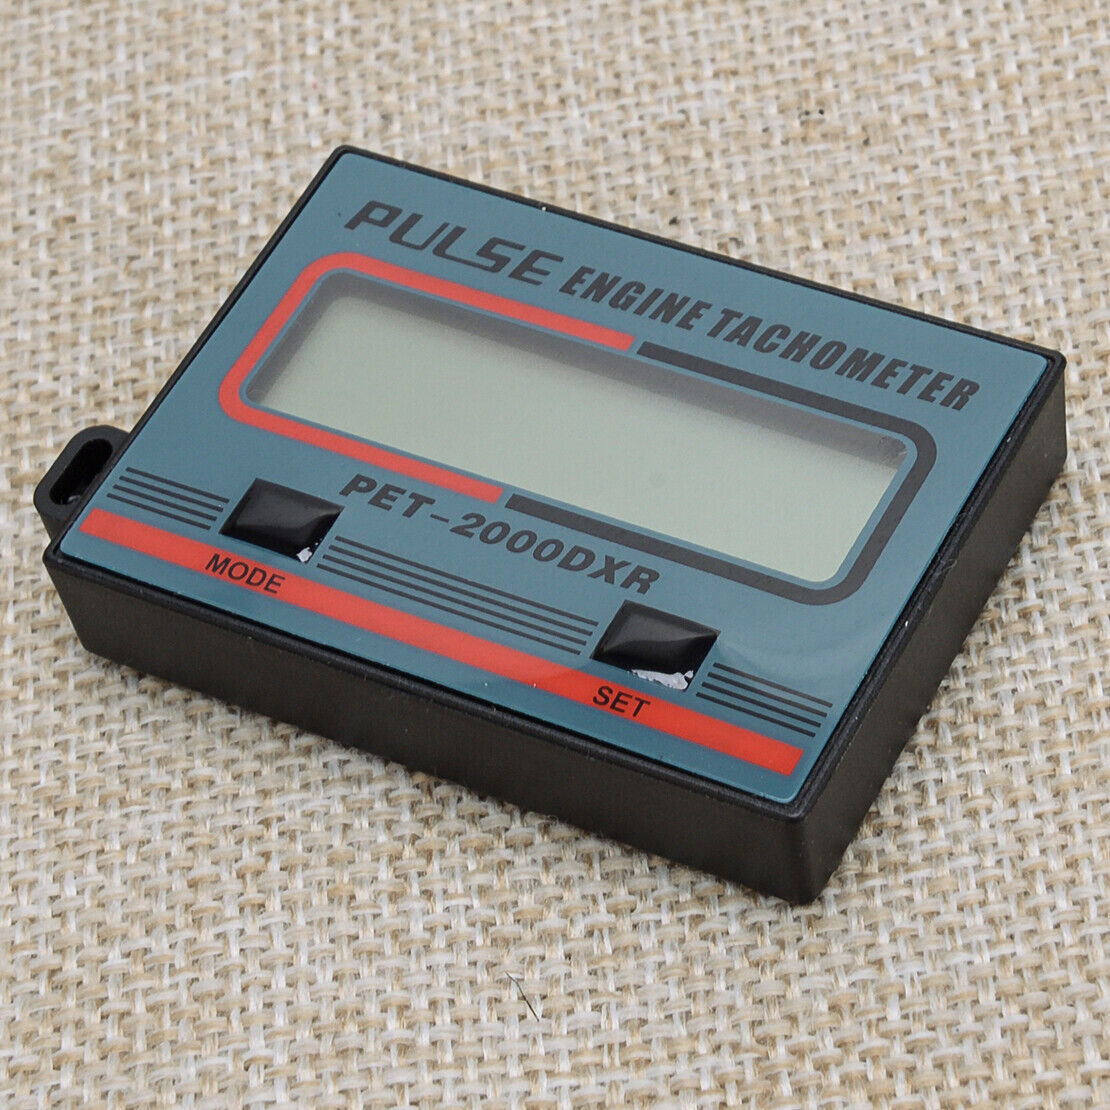 PULSE ENGINE TACHOMETER
PET-2000DXR
MODE
SET